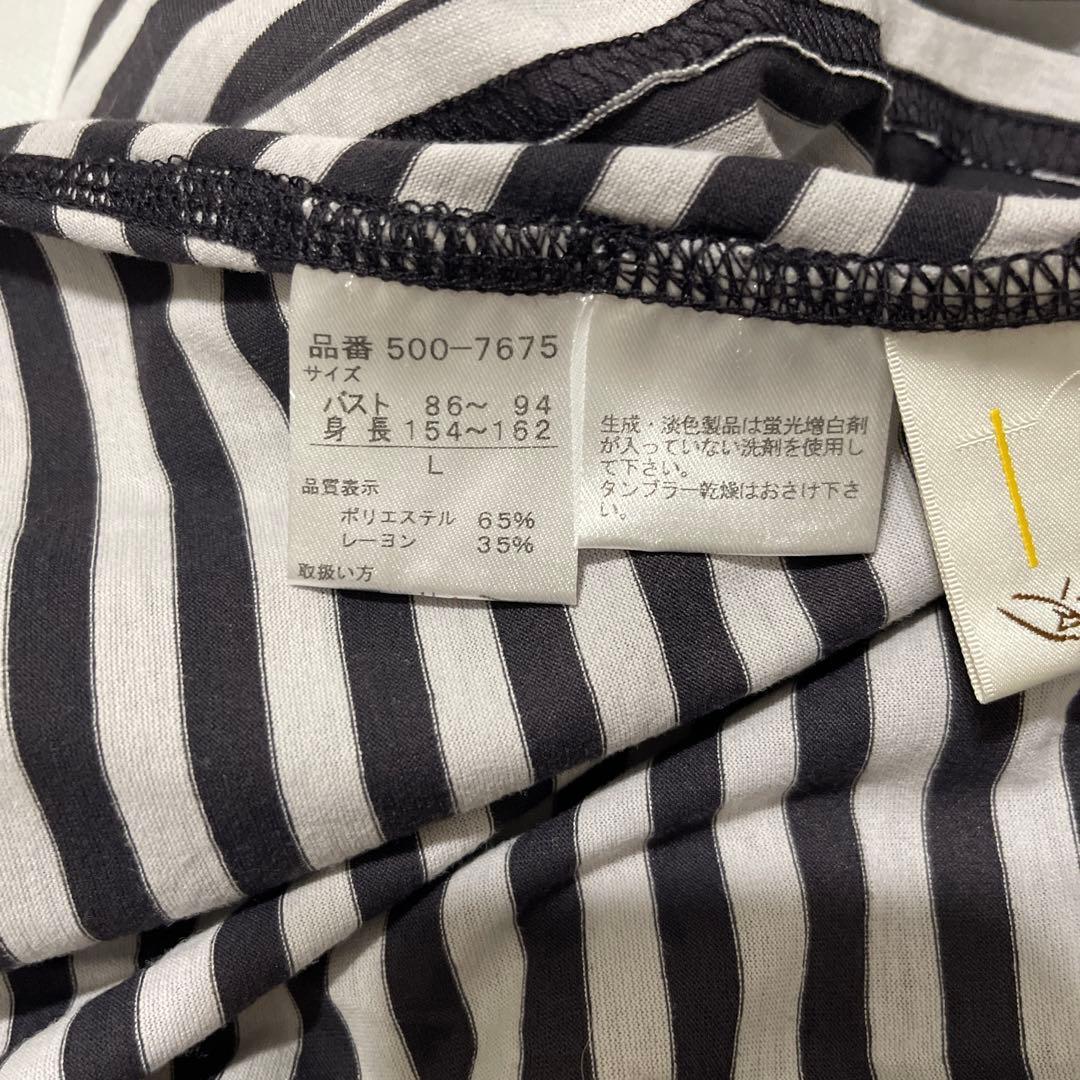 品番 500-7675
サイズ
バスト 86〜 94
身 長 154〜162
L
品質表示
ポリエステル 65%
レーヨン 35%
取扱い方
生成・淡色製品は蛍光増白剤
が入っていない洗剤を使用し
て下さい。
タンブラー乾燥はおさけ下さ
い。